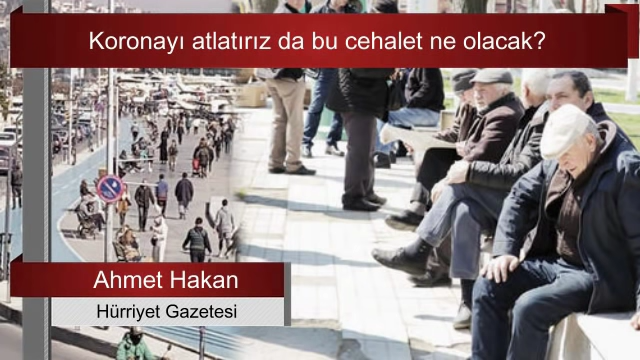 Koronayı atlatırız da bu cehalet ne olacak?
Ahmet Hakan
Hürriyet Gazetesi